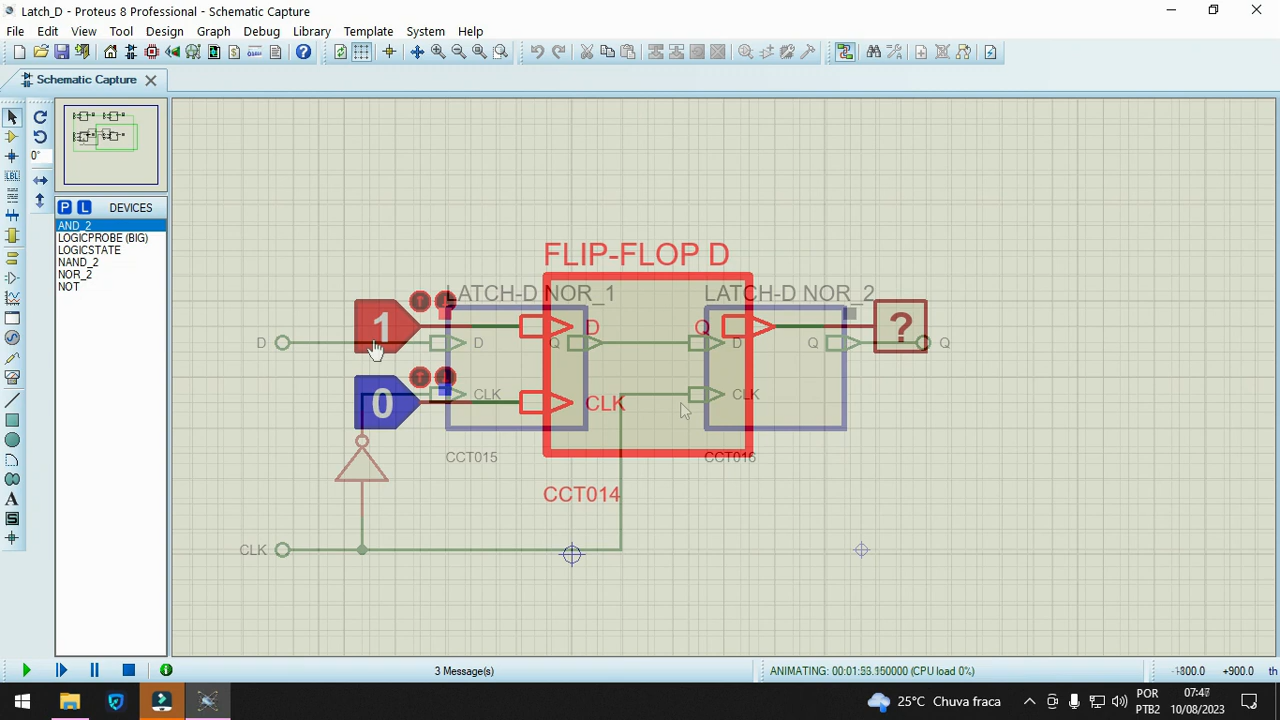 Latch_D - Proteus 8 Professional - Schematic Capture
File Edit View Tool Design Graph Debug Library Template System Help
Schematic Capture
0°
P L DEVICES
AND_2
LOGICPROBE (BIG)
LOGICSTATE
NAND_2
NOR_2
NOT
LBL
A
S
FLIP-FLOP D
LATCH-D NOR_1
LATCH-D NOR_2
D
1
D
D
Q
Q
D
Q
?
Q
0
CLK
CLK
CLK
CCT015
CCT016
CCT014
CLK
3 Message(s)
ANIMATING: 00:01:53.150000 (CPU load 0%)
-1800.0 +900.0 th
25°C Chuva fraca
POR
PTB2
07:47
10/08/2023